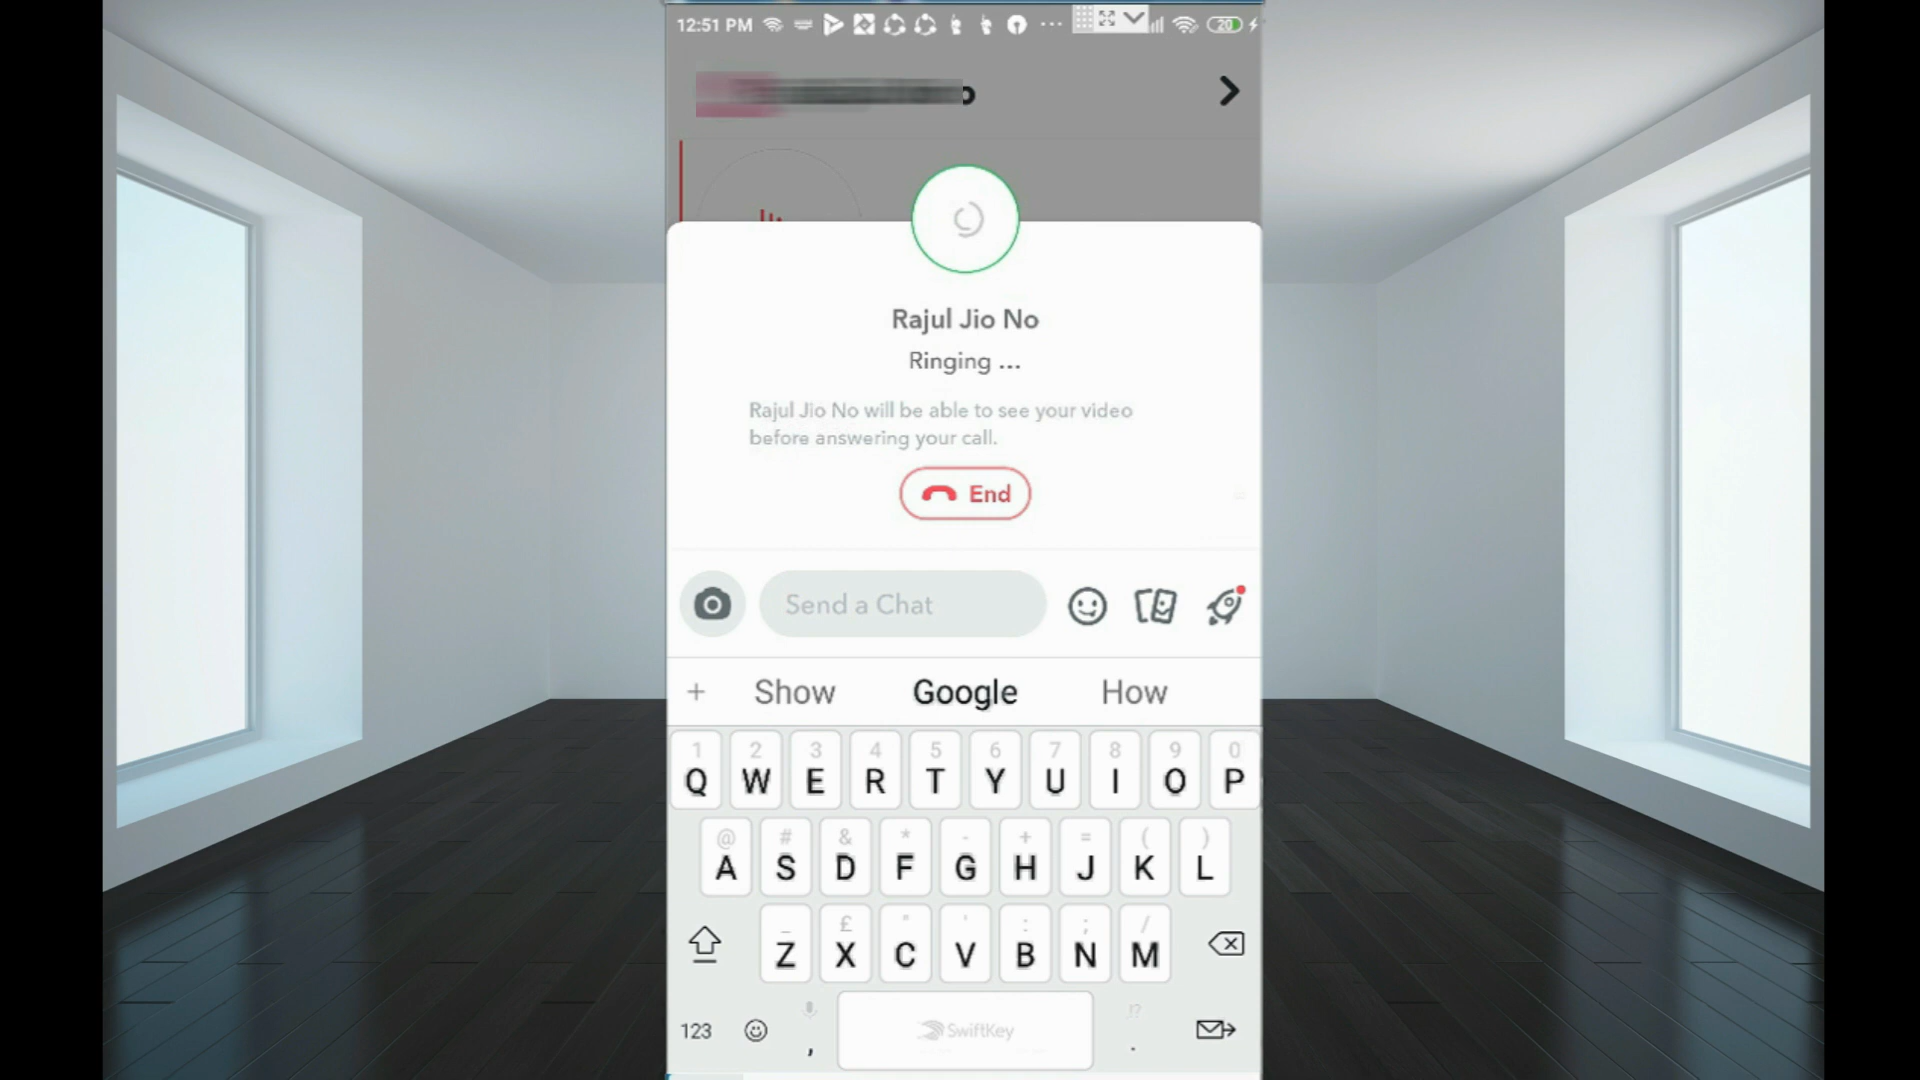 12:51 PM
20
o
Rajul Jio No
Ringing ...
Rajul Jio No will be able to see your video
before answering your call.
End
Send a Chat
+ Show Google How
1 2 3 4 5 6 7 8 9 0
Q W E R T Y U I O P
@ # & * - + = ( )
A S D F G H J K L
_ £ " ' : ; /
Z X C V B N M
!?
123 , SwiftKey .